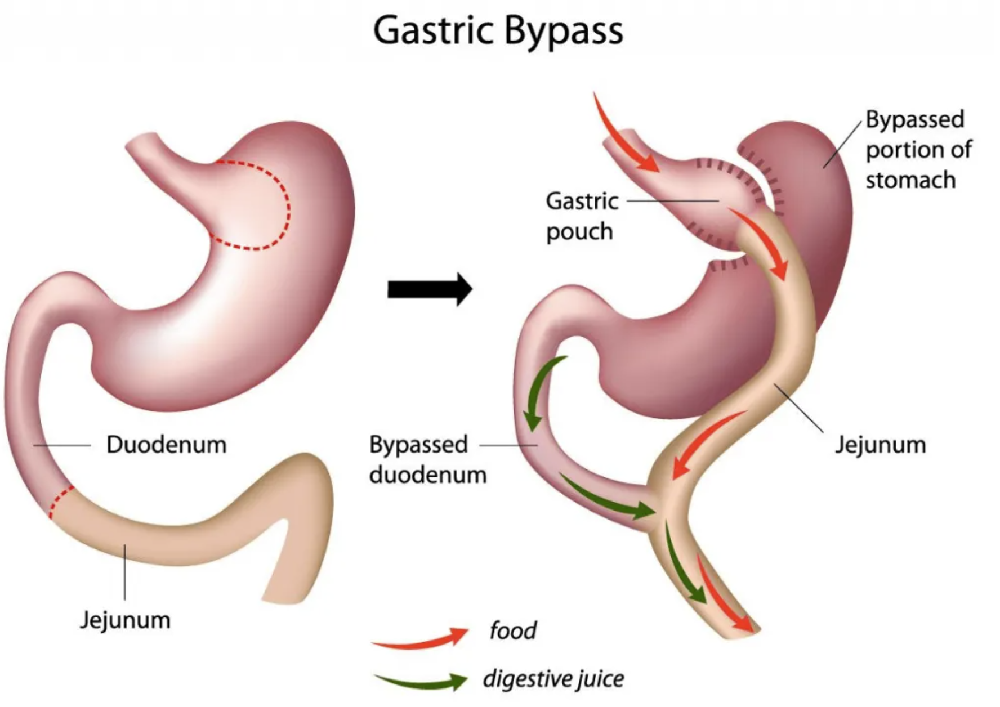 Gastric Bypass
Duodenum
Jejunum
Gastric
pouch
Bypassed
portion of
stomach
Bypassed
duodenum
Jejunum
food
digestive juice